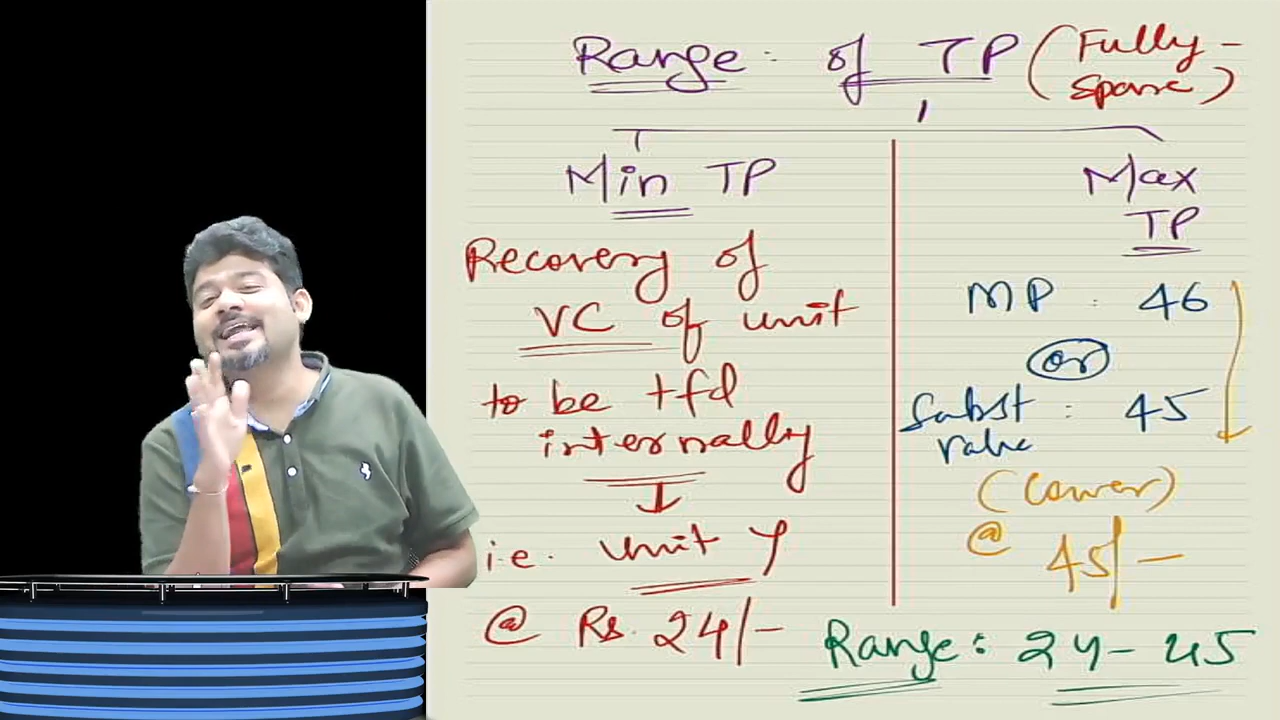 Range: of TP (Fully-
Spare)
Min TP
Recovery of
VC of unit
to be tfd
internally
i.e. Unit Y
@ Rs. 24/-
Max
TP
MP : 46
or
Subst : 45
value
(Lower)
@ 45/-
Range: 24-45